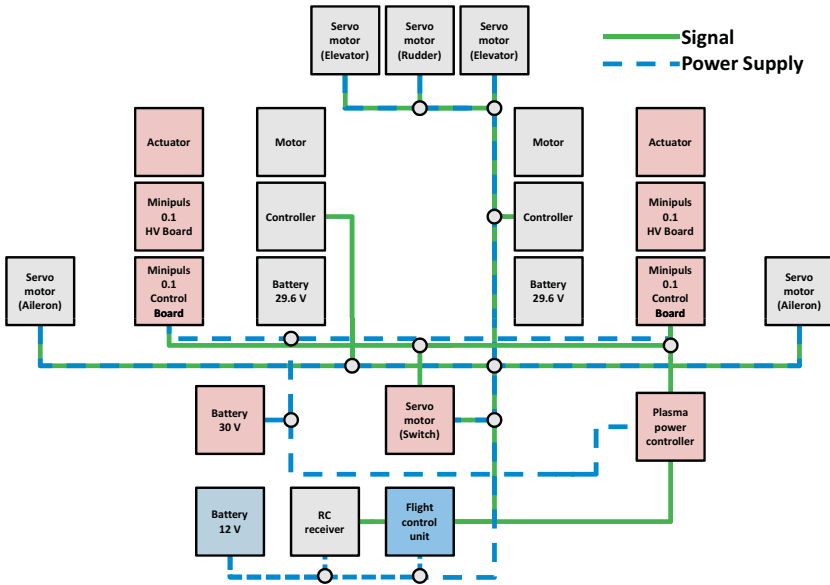 Servo
motor
(Elevator)
Servo
motor
(Rudder)
Servo
motor
(Elevator)
Signal
Power Supply
Actuator
Motor
Motor
Actuator
Minipuls
0.1
HV Board
Controller
Controller
Minipuls
0.1
HV Board
Servo
motor
(Aileron)
Minipuls
0.1
Control
Board
Battery
29.6 V
Battery
29.6 V
Minipuls
0.1
Control
Board
Servo
motor
(Aileron)
Battery
30 V
Servo
motor
(Switch)
Plasma
power
controller
Battery
12 V
RC
receiver
Flight
control
unit